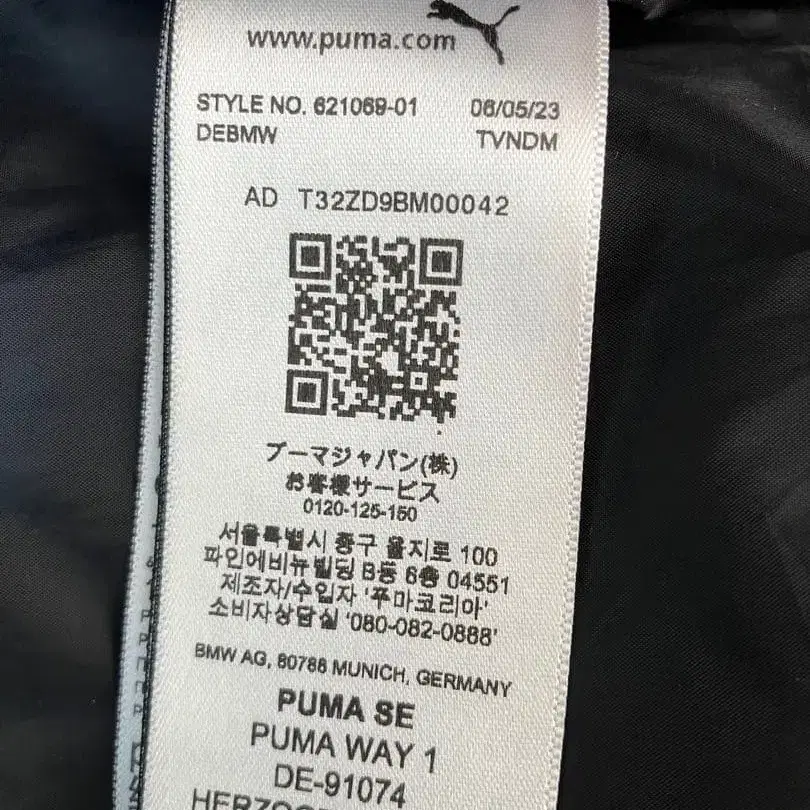 www.puma.com
STYLE NO. 621069-01 06/05/23
DEBMW TVNDM
AD T32ZD9BM00042
プーマジャパン(株)
お客様サービス
0120-125-150
서울특별시 중구 을지로 100
파인에비뉴빌딩 B동 6층 04551
제조자/수입자 '푸마코리아'
소비자상담실 '080-082-0888'
BMW AG, 80788 MUNICH, GERMANY
PUMA SE
PUMA WAY 1
DE-91074